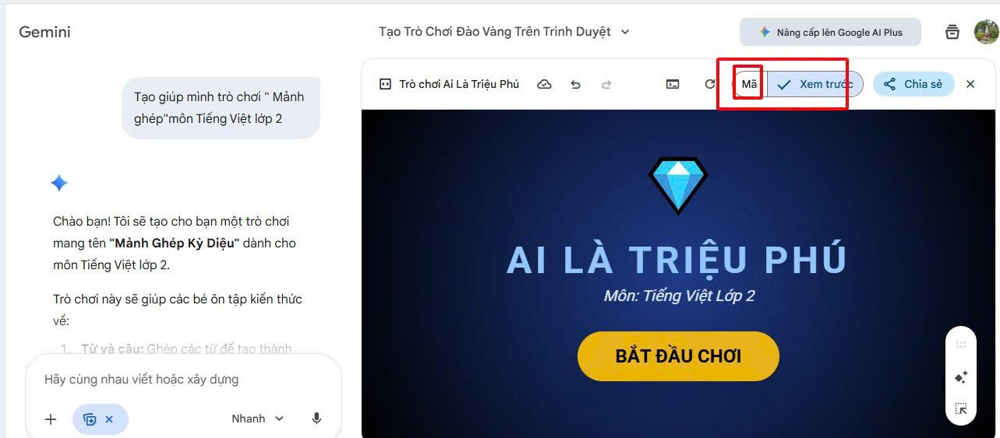 Gemini
Tạo Trò Chơi Đào Vàng Trên Trình Duyệt
Nâng cấp lên Google AI Plus
Tạo giúp mình trò chơi " Mảnh
ghép"môn Tiếng Việt lớp 2
Chào bạn! Tôi sẽ tạo cho bạn một trò chơi
mang tên "Mảnh Ghép Kỳ Diệu" dành cho
môn Tiếng Việt lớp 2.
Trò chơi này sẽ giúp các bé ôn tập kiến thức
về:
1. Từ và câu: Ghép các từ để tạo thành
Hãy cùng nhau viết hoặc xây dựng
Nhanh
Trò chơi Ai Là Triệu Phú
Mã
Xem trước
Chia sẻ
AI LÀ TRIỆU PHÚ
Môn: Tiếng Việt Lớp 2
BẮT ĐẦU CHƠI